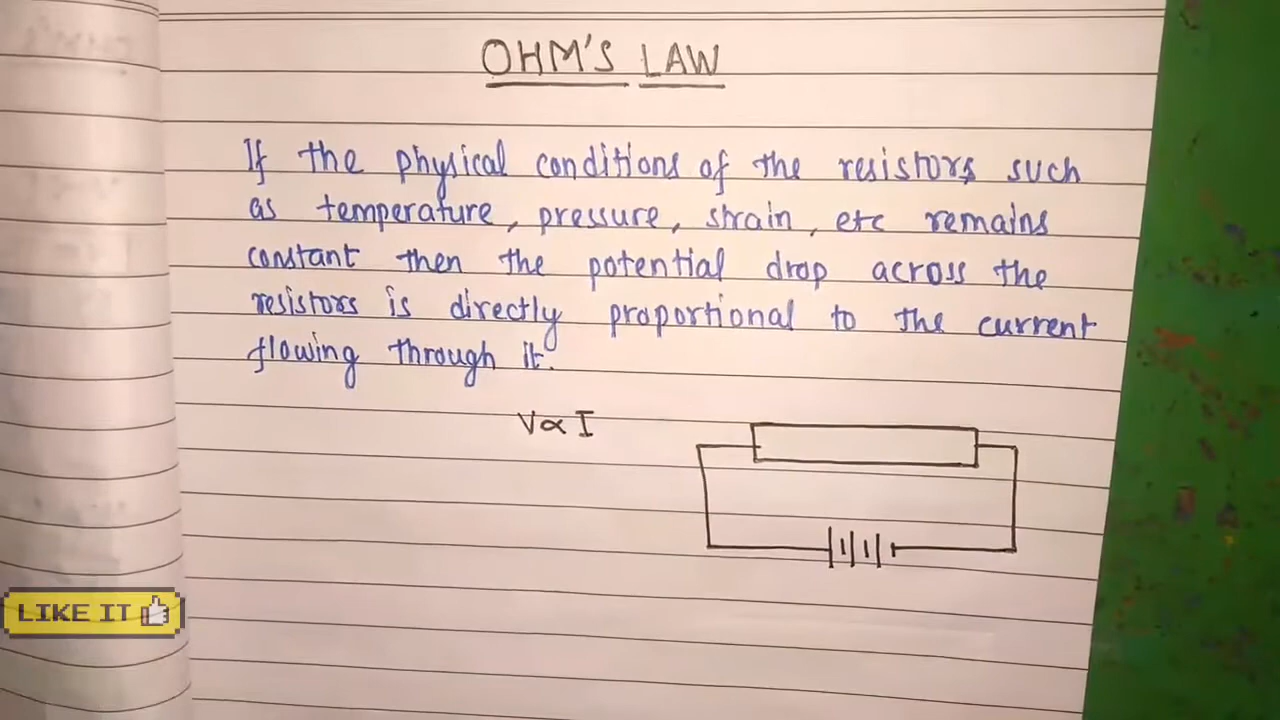 OHM'S LAW
If the physical conditions of the resistors such
as temperature, pressure, strain, etc remains
constant then the potential drop across the
resistors is directly proportional to the current
flowing through it.
V∝I
LIKE IT